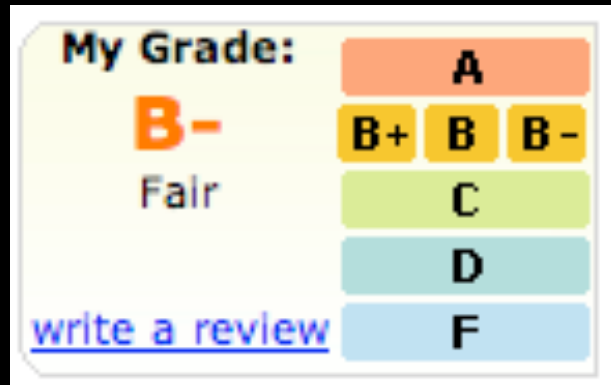 My Grade:
B-
Fair
write a review
A
B+ B B-
C
D
F